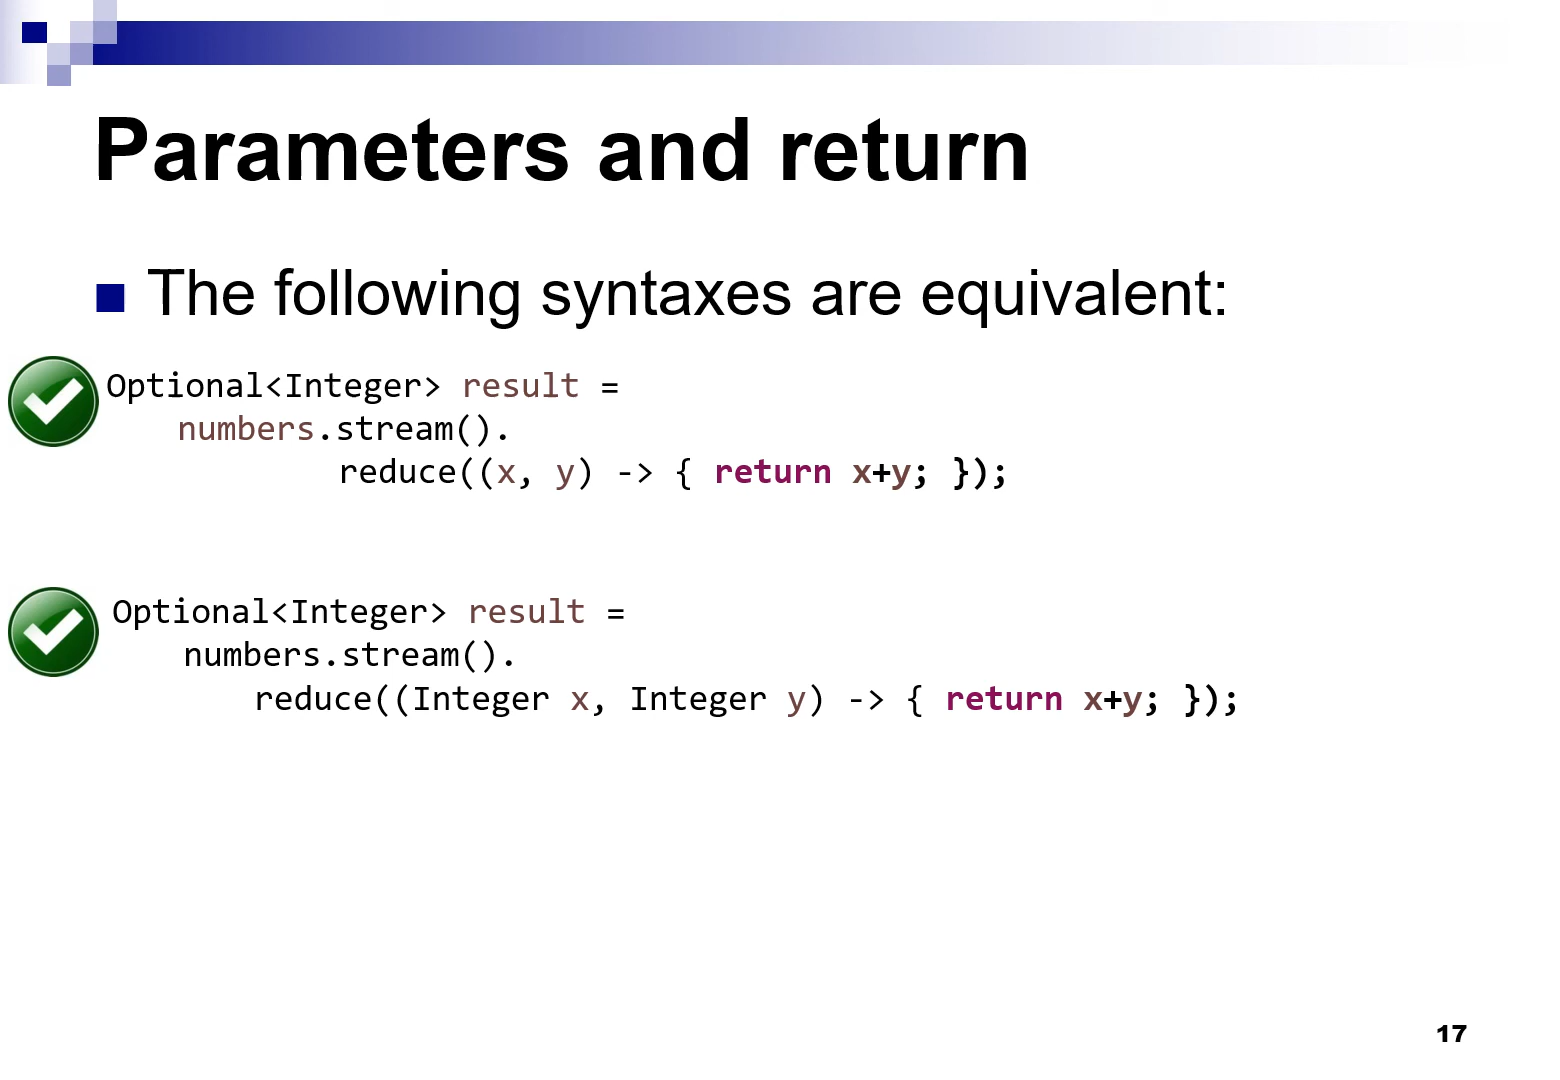 Parameters and return
The following syntaxes are equivalent:
Optional<Integer> result =
numbers.stream().
reduce((x, y) -> { return x+y; });
Optional<Integer> result =
numbers.stream().
reduce((Integer x, Integer y) -> { return x+y; });
17